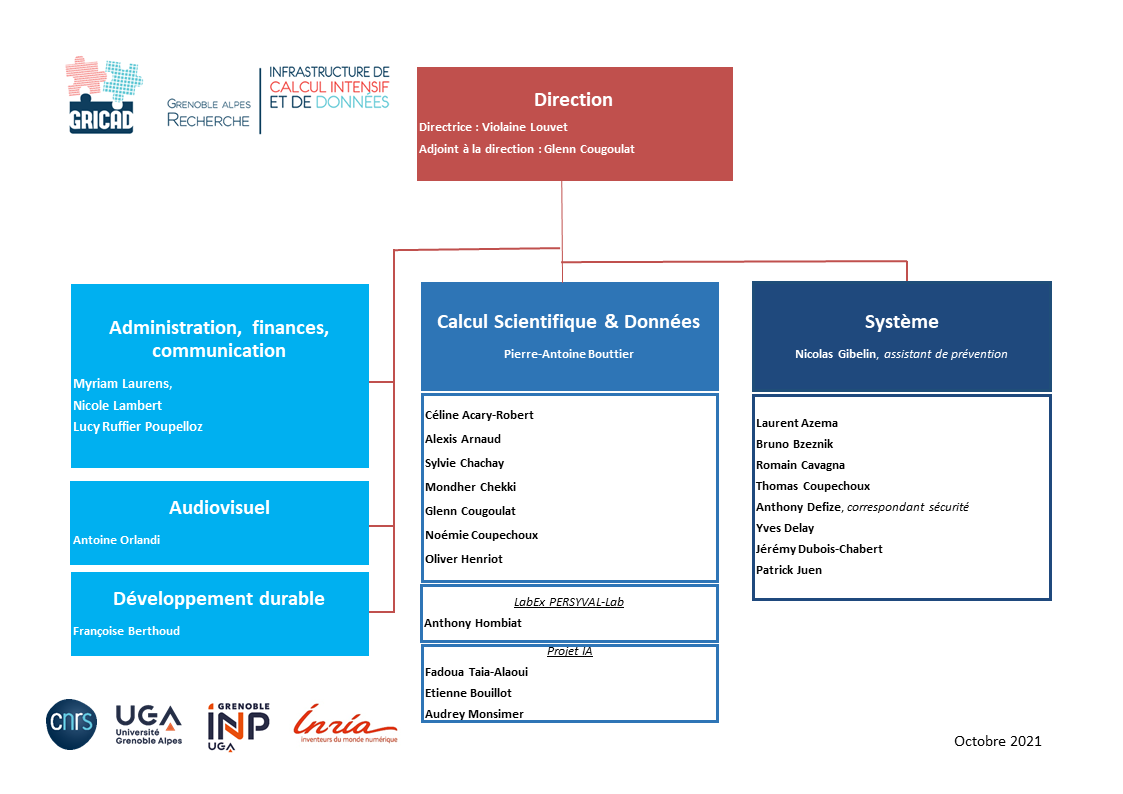 GRICAD
GRENOBLE ALPES
RECHERCHE
INFRASTRUCTURE DE
CALCUL INTENSIF
ET DE DONNÉES
Direction
Directrice : Violaine Louvet
Adjoint à la direction : Glenn Cougoulat
Administration, finances,
communication
Myriam Laurens,
Nicole Lambert
Lucy Ruffier Poupelloz
Audiovisuel
Antoine Orlandi
Développement durable
Françoise Berthoud
Calcul Scientifique & Données
Pierre-Antoine Bouttier
Céline Acary-Robert
Alexis Arnaud
Sylvie Chachay
Mondher Chekki
Glenn Cougoulat
Noémie Coupechoux
Oliver Henriot
LabEx PERSYVAL-Lab
Anthony Hombiat
Projet IA
Fadoua Taia-Alaoui
Etienne Bouillot
Audrey Monsimer
Système
Nicolas Gibelin, assistant de prévention
Laurent Azema
Bruno Bzeznik
Romain Cavagna
Thomas Coupechoux
Anthony Defize, correspondant sécurité
Yves Delay
Jérémy Dubois-Chabert
Patrick Juen
cnrs
UGA
Université
Grenoble Alpes
GRENOBLE
INP
UGA
Inria
inventeurs du monde numérique
Octobre 2021